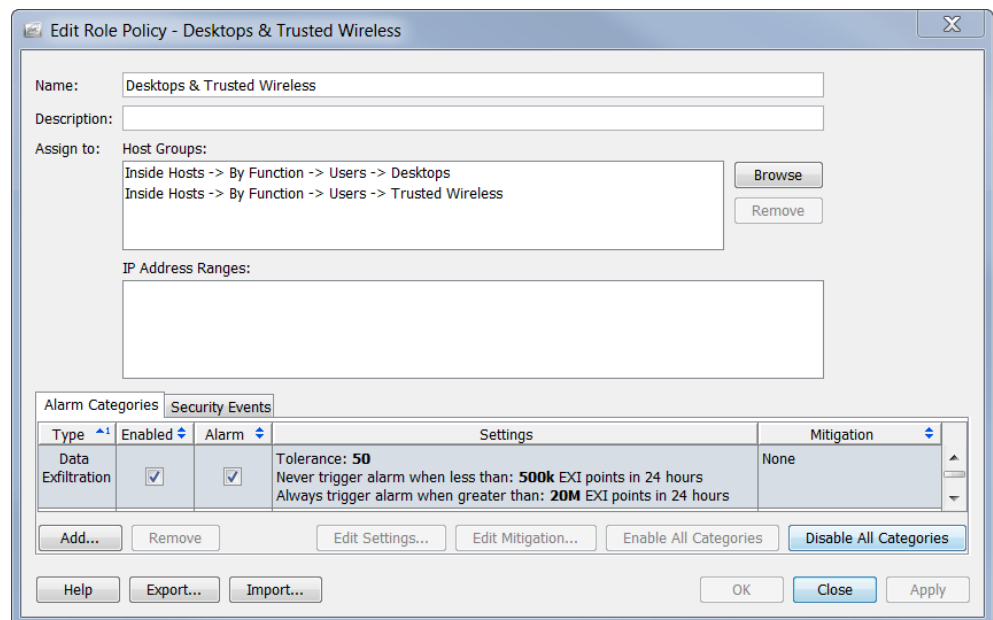 Edit Role Policy - Desktops & Trusted Wireless
Name: Desktops & Trusted Wireless
Description:
Assign to: Host Groups:
Inside Hosts -> By Function -> Users -> Desktops
Inside Hosts -> By Function -> Users -> Trusted Wireless
Browse
Remove
IP Address Ranges:
Alarm Categories Security Events
Type 1 Enabled Alarm Settings Mitigation
Data Exfiltration
Tolerance: 50
Never trigger alarm when less than: 500k EXI points in 24 hours
Always trigger alarm when greater than: 20M EXI points in 24 hours
None
Add... Remove Edit Settings... Edit Mitigation... Enable All Categories Disable All Categories
Help Export... Import... OK Close Apply